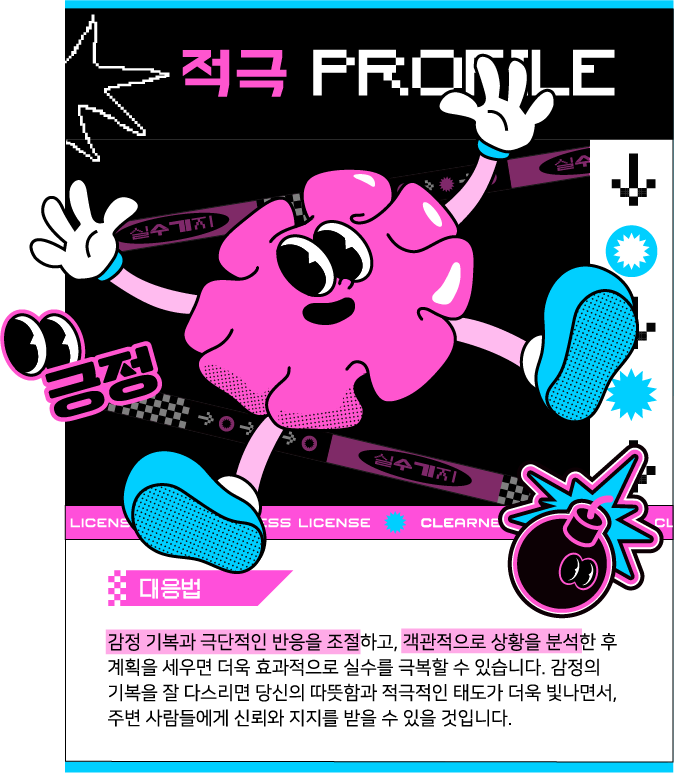 적극 PROFILE
실수기지
실수기지
긍정
실수기지
LICENS
ESS LICENSE
CLEARNE
CL
대응법
감정 기복과 극단적인 반응을 조절하고, 객관적으로 상황을 분석한 후
계획을 세우면 더욱 효과적으로 실수를 극복할 수 있습니다. 감정의
기복을 잘 다스리면 당신의 따뜻함과 적극적인 태도가 더욱 빛나면서,
주변 사람들에게 신뢰와 지지를 받을 수 있을 것입니다.